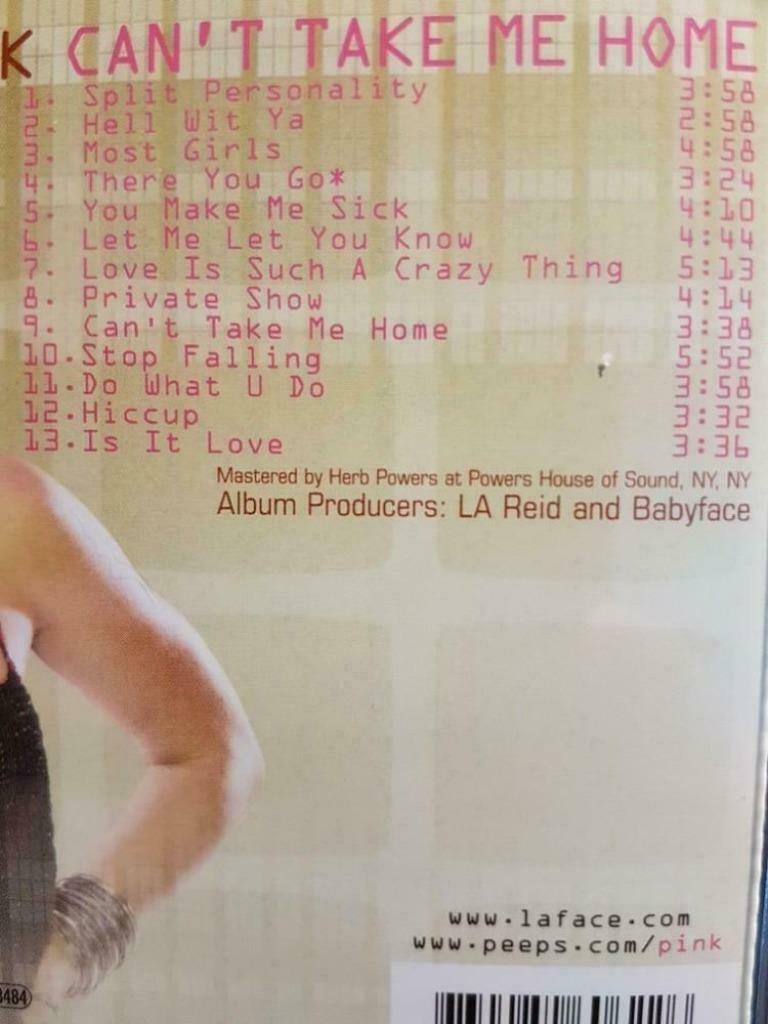 K CAN'T TAKE ME HOME
1. Split Personality 3:58
2. Hell Wit Ya 2:58
3. Most Girls 4:58
4. There You Go* 3:24
5. You Make Me Sick 4:10
6. Let Me Let You Know 4:44
7. Love Is Such A Crazy Thing 5:13
8. Private Show 4:14
9. Can't Take Me Home 3:38
10.Stop Falling 5:52
11.Do What U Do 3:58
12.Hiccup 3:32
13.Is It Love 3:36
Mastered by Herb Powers at Powers House of Sound, NY, NY
Album Producers: LA Reid and Babyface
www.laface.com
www.peeps.com/pink
3484